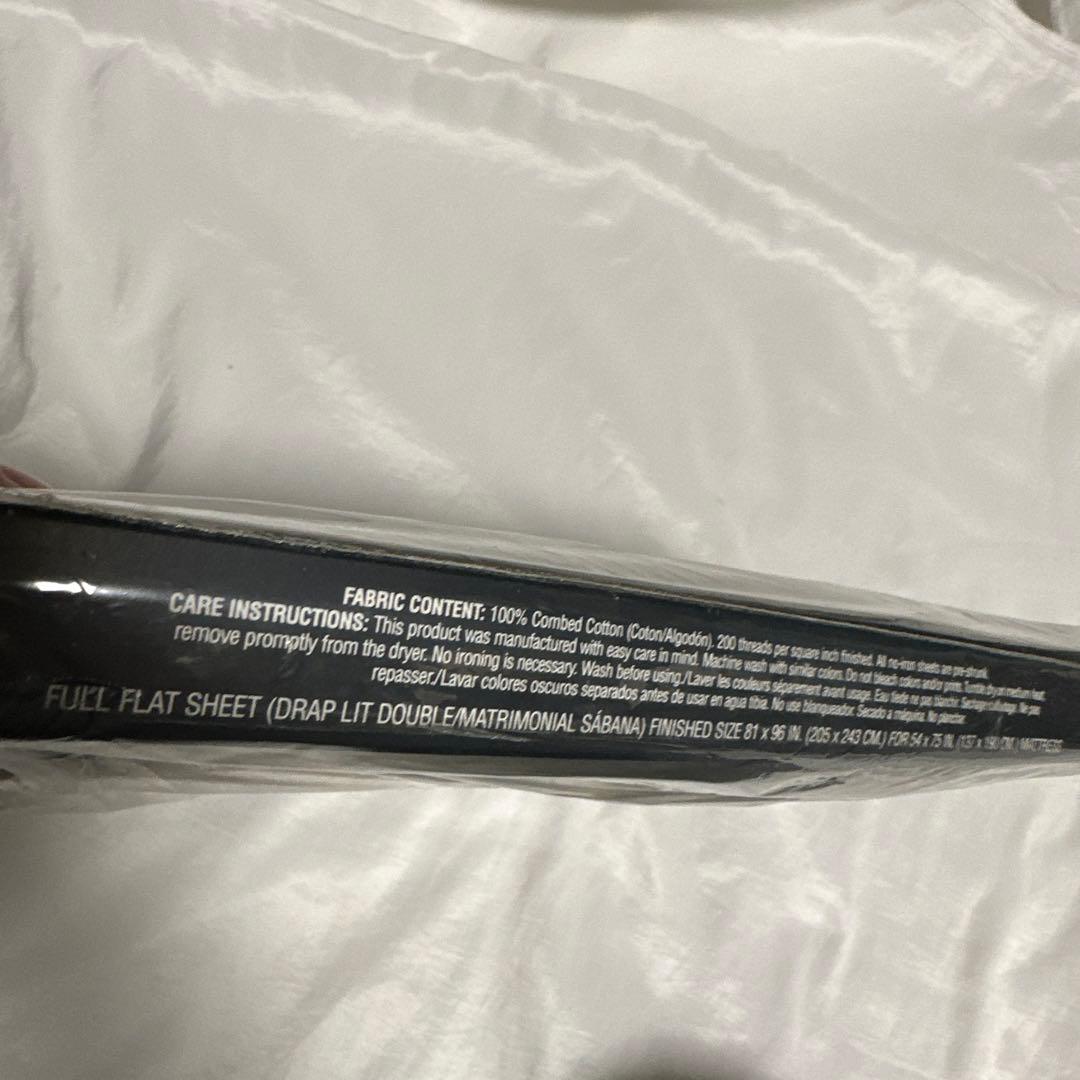 FABRIC CONTENT: 100% Combed Cotton (Coton/Algodón). 200 threads per square inch finished. All no-iron sheets are pre-shrunk.
CARE INSTRUCTIONS: This product was manufactured with easy care in mind. Machine wash with similar colors. Do not bleach colors and/or print. Tumble dry on medium heat,
remove promptly from the dryer. No ironing is necessary. Wash before using./Laver les couleurs séparement avant usage. Eau tiede ne pas blanchir. Sechage culbutage. Ne pas
repasser./Lavar colores oscuros separados antes de usar en agua tibia. No use blanqueador. Secado a máquina. No planchar.
FULL FLAT SHEET (DRAP LIT DOUBLE/MATRIMONIAL SÁBANA) FINISHED SIZE 81 x 96 IN. (205 x 243 CM.) FOR 54 x 75 IN. (137 x 190 CM.) MATTRESS